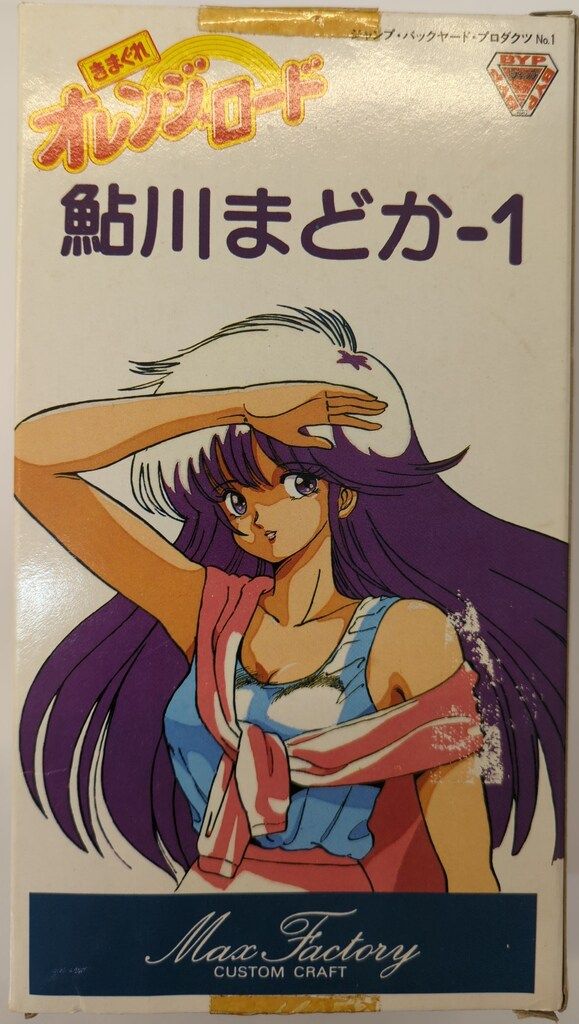 ジャンプ・バックヤード・プロダクツ No.1
きまぐれ
オレンジ★ロード
BYP
鮎川まどか-1
Max Factory
CUSTOM CRAFT